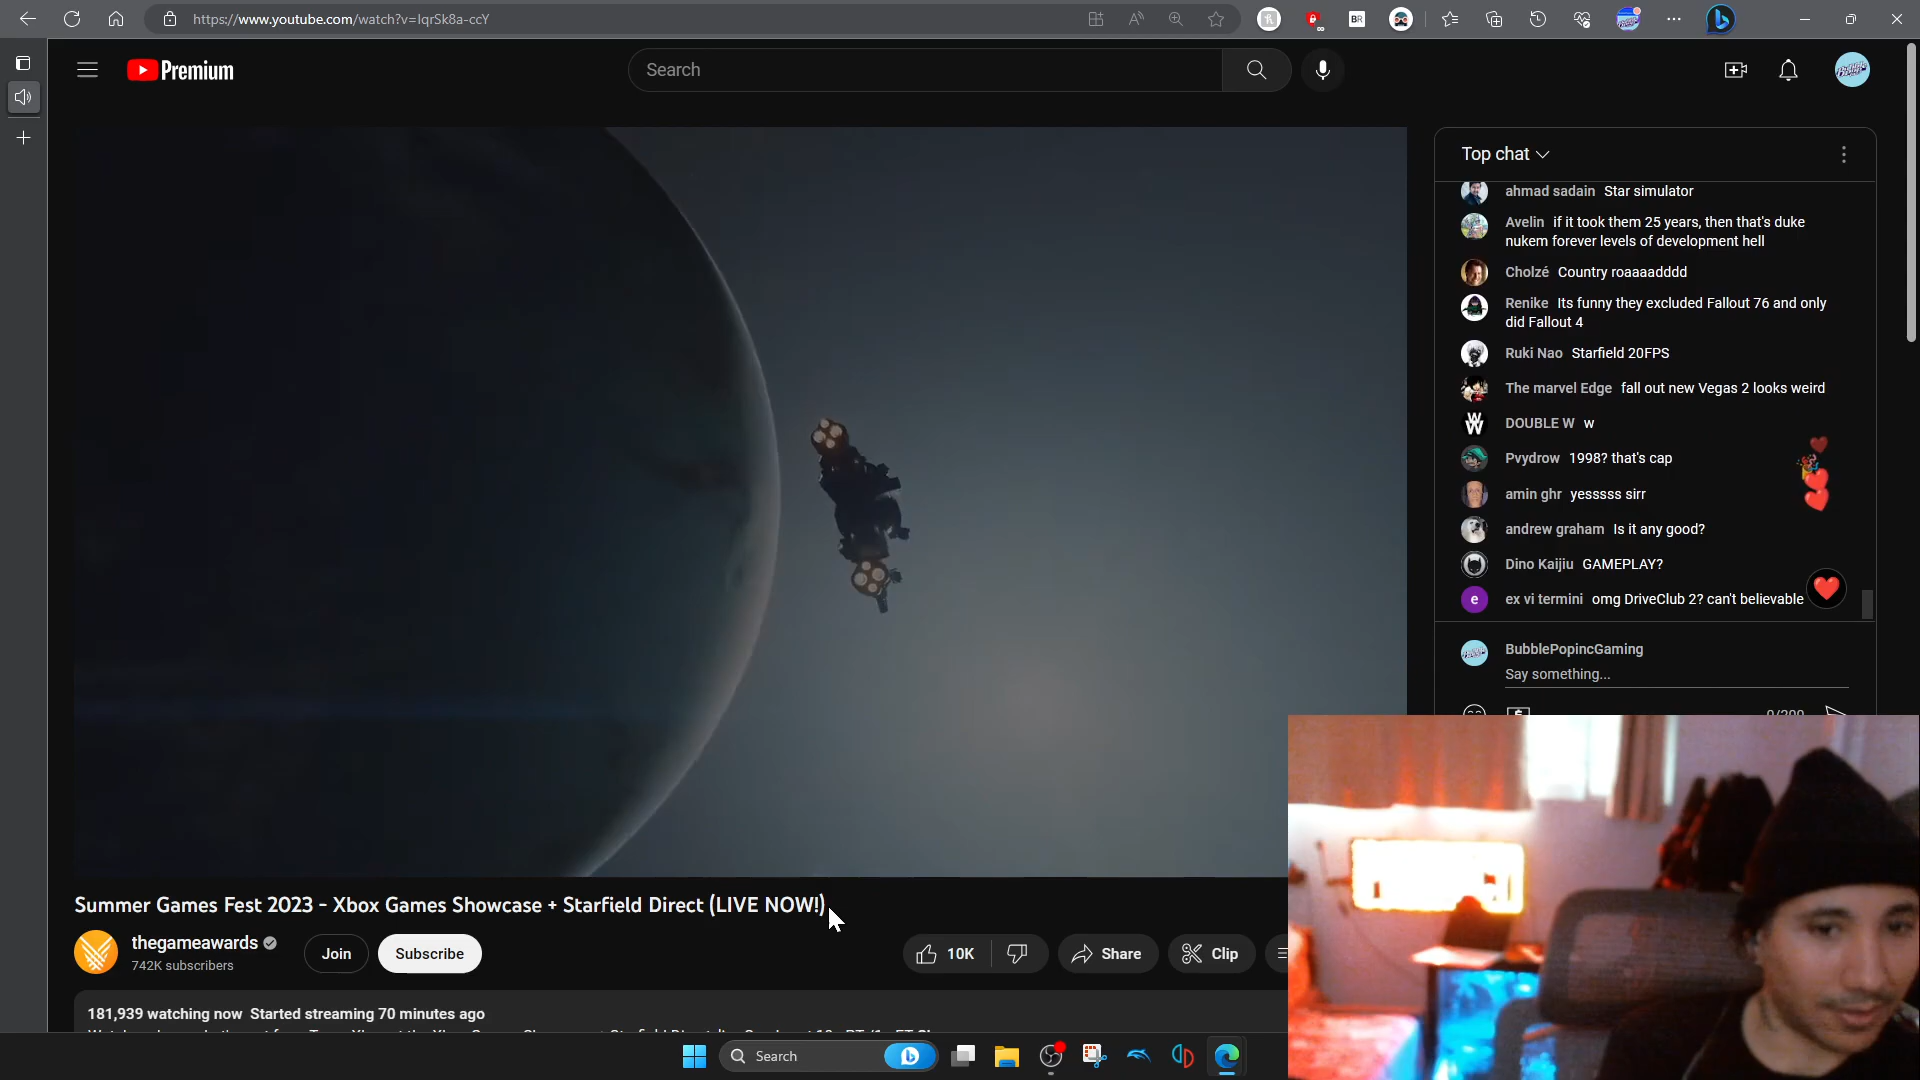 https://www.youtube.com/watch?v=IqrSk8a-ccY
Premium
Search
Top chat
ahmad sadain Star simulator
Avelin if it took them 25 years, then that's duke
nukem forever levels of development hell
Cholzé Country roaaaadddd
Renike Its funny they excluded Fallout 76 and only
did Fallout 4
Ruki Nao Starfield 20FPS
The marvel Edge fall out new Vegas 2 looks weird
DOUBLE W w
Pvydrow 1998? that's cap
amin ghr yesssss sirr
andrew graham Is it any good?
Dino Kaijiu GAMEPLAY?
e ex vi termini omg DriveClub 2? can't believable
BubblePopincGaming
Say something...
0/200
Summer Games Fest 2023 - Xbox Games Showcase + Starfield Direct (LIVE NOW!)
thegameawards
742K subscribers
Join
Subscribe
10K
Share
Clip
181,939 watching now Started streaming 70 minutes ago
Search